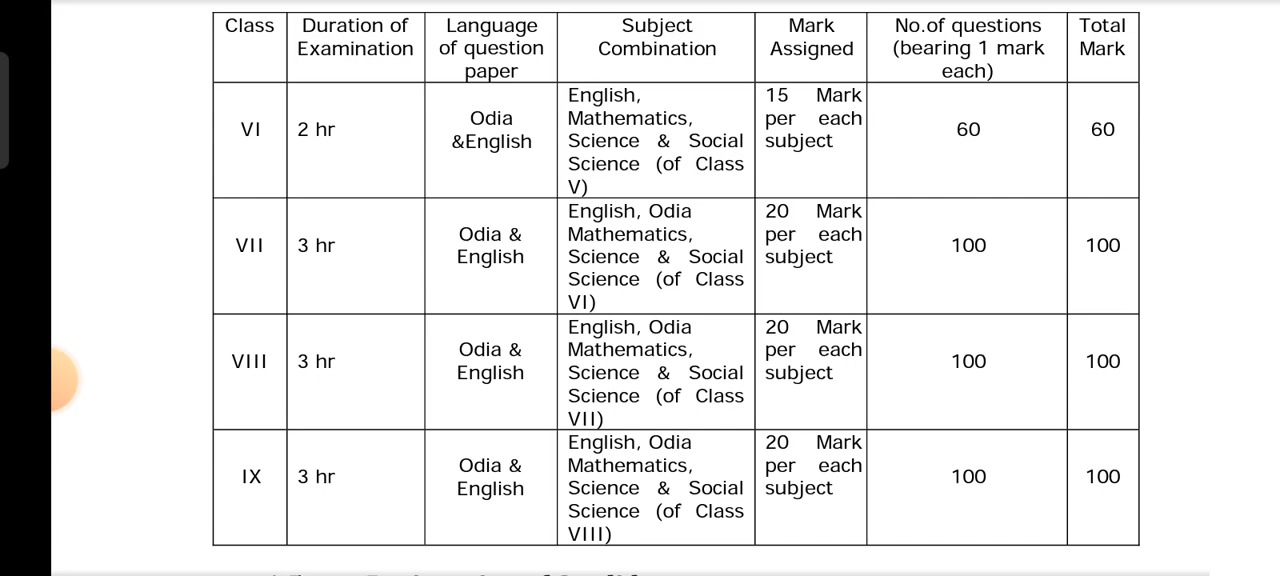 Class
Duration of
Examination
Language
of question
paper
Subject
Combination
Mark
Assigned
No.of questions
(bearing 1 mark
each)
Total
Mark
VI
2 hr
Odia
&English
English,
Mathematics,
Science & Social
Science (of Class
V)
15 Mark
per each
subject
60
60
VII
3 hr
Odia &
English
English, Odia
Mathematics,
Science & Social
Science (of Class
VI)
20 Mark
per each
subject
100
100
VIII
3 hr
Odia &
English
English, Odia
Mathematics,
Science & Social
Science (of Class
VII)
20 Mark
per each
subject
100
100
IX
3 hr
Odia &
English
English, Odia
Mathematics,
Science & Social
Science (of Class
VIII)
20 Mark
per each
subject
100
100